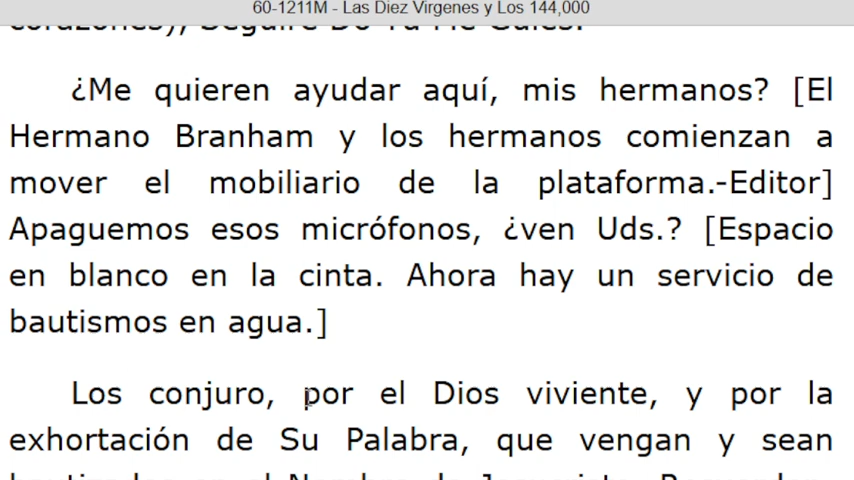 60-1211M - Las Diez Virgenes y Los 144,000
¿Me quieren ayudar aquí, mis hermanos? [El
Hermano Branham y los hermanos comienzan a
mover el mobiliario de la plataforma.-Editor]
Apaguemos esos micrófonos, ¿ven Uds.? [Espacio
en blanco en la cinta. Ahora hay un servicio de
bautismos en agua.]
Los conjuro, por el Dios viviente, y por la
exhortación de Su Palabra, que vengan y sean